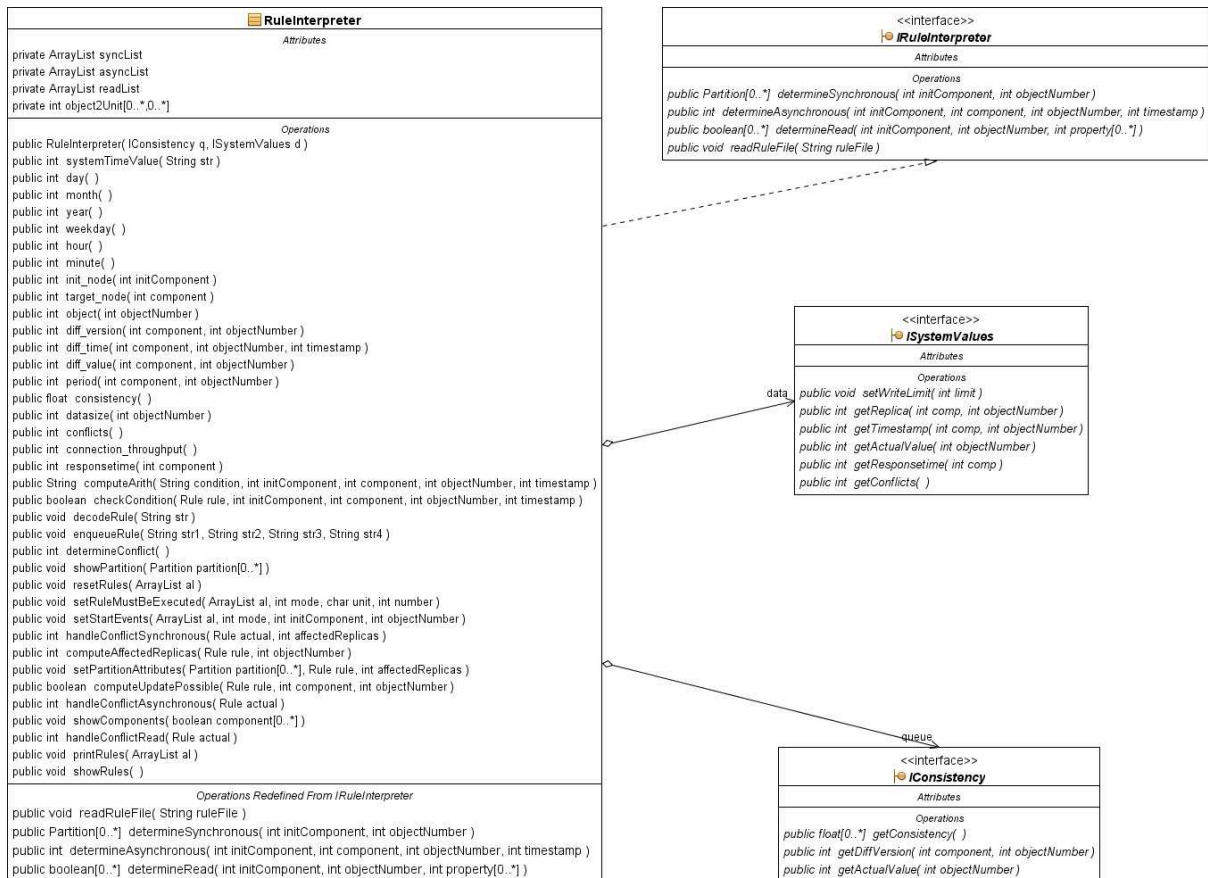 RuleInterpreter
Attributes
private ArrayList syncList
private ArrayList asyncList
private ArrayList readList
private int object2Unit[0..*,0..*]
Operations
public RuleInterpreter( IConsistency q, ISystemValues d )
public int systemTimeValue( String str )
public int day( )
public int month( )
public int year( )
public int weekday( )
public int hour( )
public int minute( )
public int init_node( int initComponent )
public int target_node( int component )
public int object( int objectNumber )
public int diff_version( int component, int objectNumber )
public int diff_time( int component, int objectNumber, int timestamp )
public int diff_value( int component, int objectNumber )
public int period( int component, int objectNumber )
public float consistency( )
public int datasize( int objectNumber )
public int conflicts( )
public int connection_throughput( )
public int responsetime( int component )
public String computeArith( String condition, int initComponent, int component, int objectNumber, int timestamp )
public boolean checkCondition( Rule rule, int initComponent, int component, int objectNumber, int timestamp )
public void decodeRule( String str )
public void enqueueRule( String str1, String str2, String str3, String str4 )
public int determineConflict( )
public void showPartition( Partition partition[0..*] )
public void resetRules( ArrayList al )
public void setRuleMustBeExecuted( ArrayList al, int mode, char unit, int number )
public void setStartEvents( ArrayList al, int mode, int initComponent, int objectNumber )
public int handleConflictSynchronous( Rule actual, int affectedReplicas )
public int computeAffectedReplicas( Rule rule, int objectNumber )
public void setPartitionAttributes( Partition partition[0..*], Rule rule, int affectedReplicas )
public boolean computeUpdatePossible( Rule rule, int component, int objectNumber )
public int handleConflictAsynchronous( Rule actual )
public void showComponents( boolean component[0..*] )
public int handleConflictRead( Rule actual )
public void printRules( ArrayList al )
public void showRules( )
Operations Redefined From IRuleInterpreter
public void readRuleFile( String ruleFile )
public Partition[0..*] determineSynchronous( int initComponent, int objectNumber )
public int determineAsynchronous( int initComponent, int component, int objectNumber, int timestamp )
public boolean[0..*] determineRead( int initComponent, int objectNumber, int property[0..*] )
<<interface>>
IRuleInterpreter
Attributes
Operations
public Partition[0..*] determineSynchronous( int initComponent, int objectNumber )
public int determineAsynchronous( int initComponent, int component, int objectNumber, int timestamp )
public boolean[0..*] determineRead( int initComponent, int objectNumber, int property[0..*] )
public void readRuleFile( String ruleFile )
<<interface>>
ISystemValues
Attributes
Operations
data
public void setWriteLimit( int limit )
public int getReplica( int comp, int objectNumber )
public int getTimestamp( int comp, int objectNumber )
public int getActualValue( int objectNumber )
public int getResponsetime( int comp )
public int getConflicts( )
queue
<<interface>>
IConsistency
Attributes
Operations
public float[0..*] getConsistency( )
public int getDiffVersion( int component, int objectNumber )
public int getActualValue( int objectNumber )